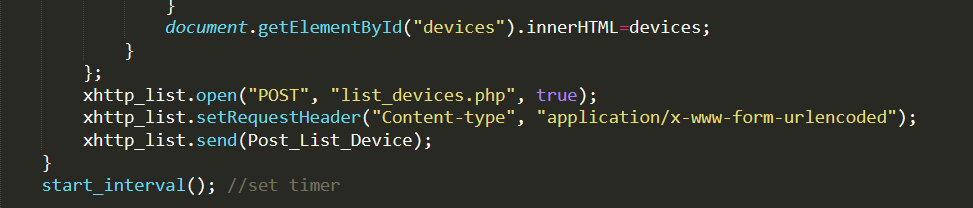 }
document.getElementById("devices").innerHTML=devices;
}
};
xhttp_list.open("POST", "list_devices.php", true);
xhttp_list.setRequestHeader("Content-type", "application/x-www-form-urlencoded");
xhttp_list.send(Post_List_Device);
}
start_interval(); //set timer